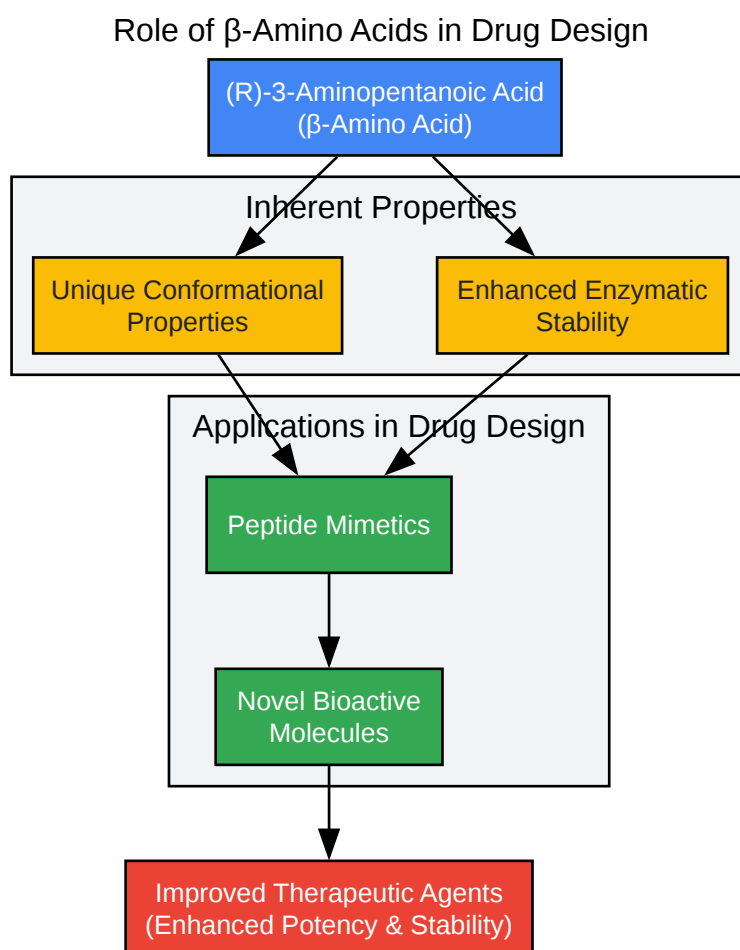 Role of β-Amino Acids in Drug Design
(R)-3-Aminopentanoic Acid
(β-Amino Acid)
Inherent Properties
Unique Conformational
Properties
Enhanced Enzymatic
Stability
Applications in Drug Design
Peptide Mimetics
Novel Bioactive
Molecules
Improved Therapeutic Agents
(Enhanced Potency & Stability)